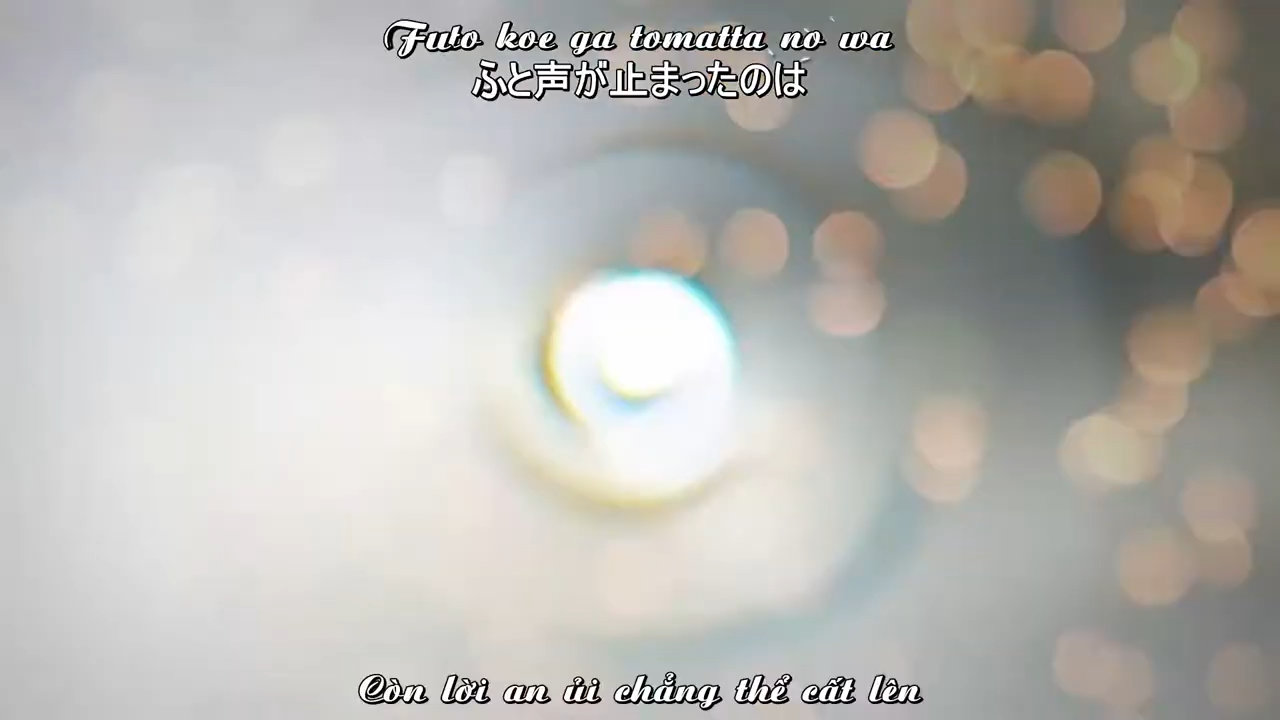 Futo koe ga tomatta no wa
ふと声が止まったのは
Còn lời an ủi chẳng thể cất lên